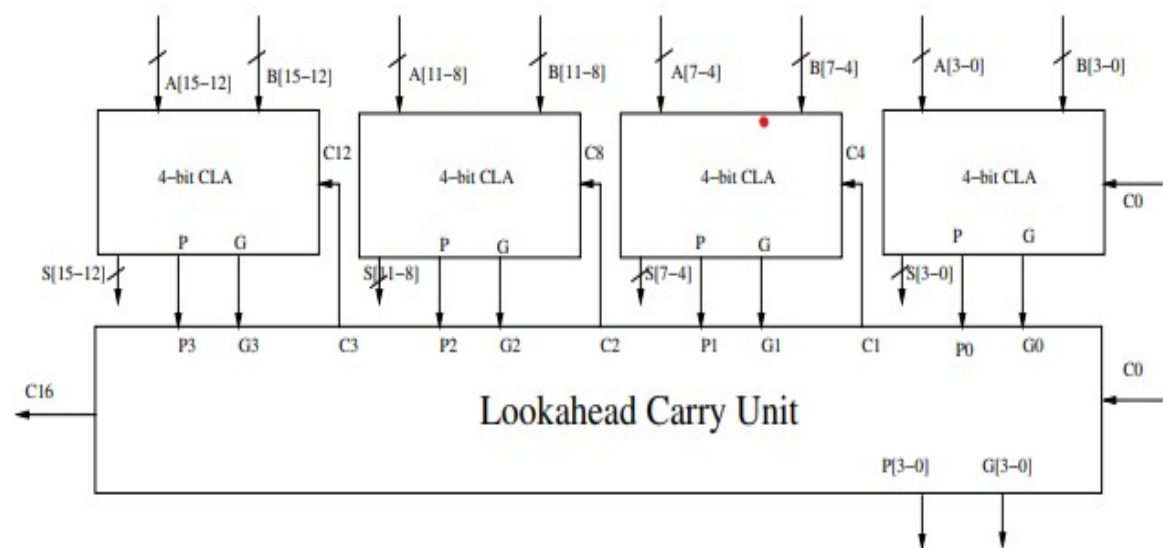 A[15−12] B[15−12] A[11−8] B[11−8] A[7−4] B[7−4] A[3−0] B[3−0]
C12 C8 C4
4−bit CLA 4−bit CLA 4−bit CLA 4−bit CLA
C0
P G P G P G P G
S[15−12] S[11−8] S[7−4] S[3−0]
P3 G3 C3 P2 G2 C2 P1 G1 C1 P0 G0
C16 C0
Lookahead Carry Unit
P[3−0] G[3−0]